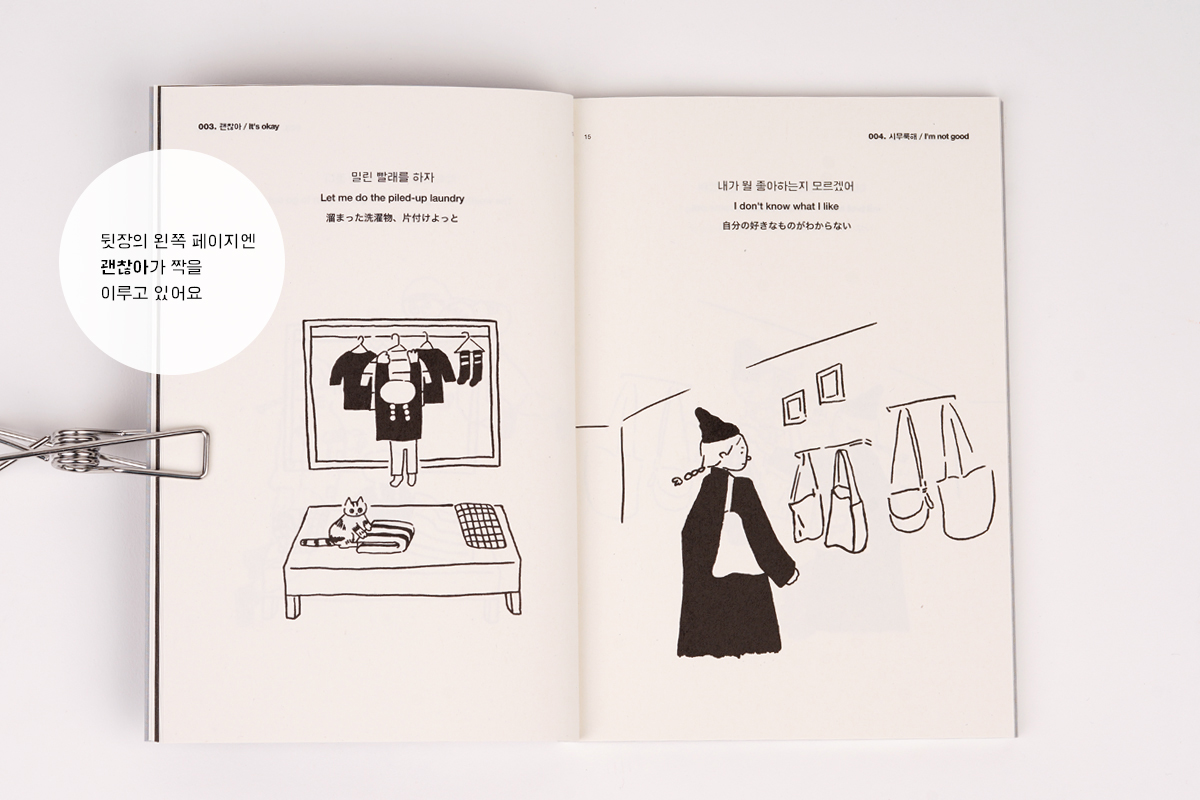 003. 괜찮아 / It's okay
밀린 빨래를 하자
Let me do the piled-up laundry
溜まった洗濯物、片付けよっと
뒷장의 왼쪽 페이지엔
괜찮아가 짝을
이루고 있어요
15
004. 시무룩해 / I'm not good
내가 뭘 좋아하는지 모르겠어
I don't know what I like
自分の好きなものがわからない